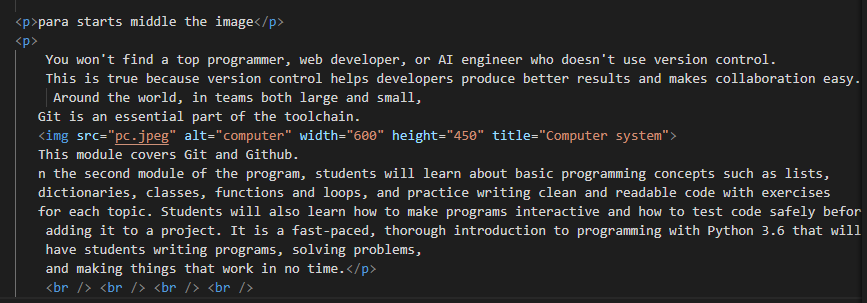 <p>para starts middle the image</p>
<p>
You won't find a top programmer, web developer, or AI engineer who doesn't use version control.
This is true because version control helps developers produce better results and makes collaboration easy.
Around the world, in teams both large and small,
Git is an essential part of the toolchain.
<img src="pc.jpeg" alt="computer" width="600" height="450" title="Computer system">
This module covers Git and Github.
n the second module of the program, students will learn about basic programming concepts such as lists,
dictionaries, classes, functions and loops, and practice writing clean and readable code with exercises
for each topic. Students will also learn how to make programs interactive and how to test code safely befor
adding it to a project. It is a fast-paced, thorough introduction to programming with Python 3.6 that will
have students writing programs, solving problems,
and making things that work in no time.</p>
<br /> <br /> <br /> <br />